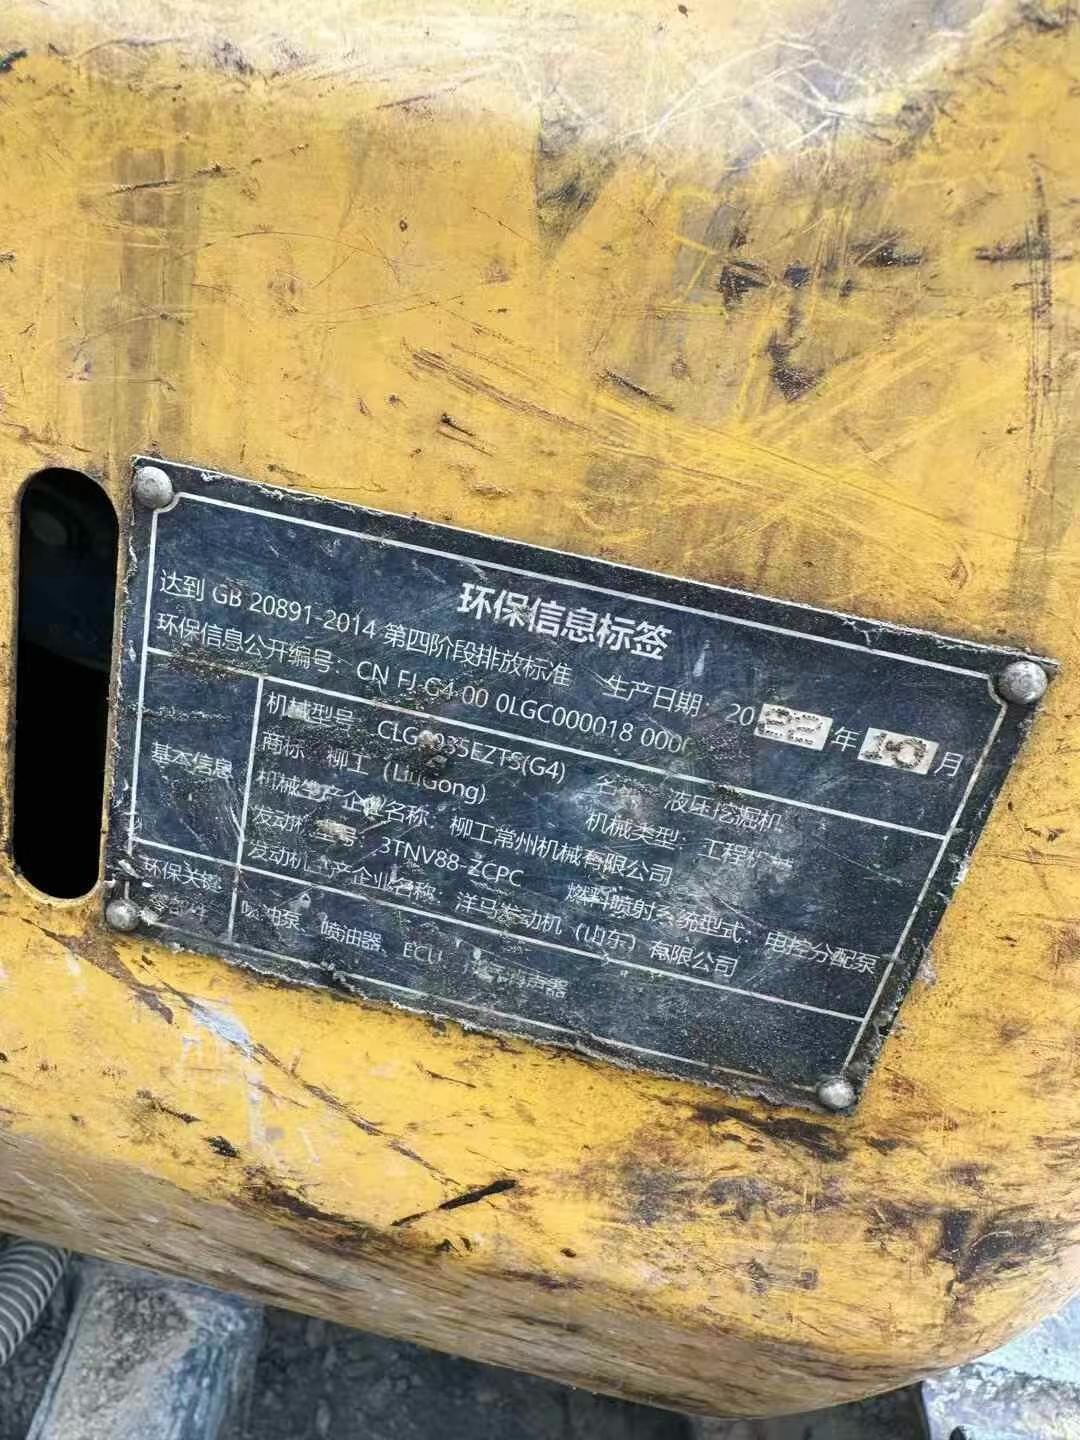 环保信息标签
达到 GB 20891-2014 第四阶段排放标准 生产日期: 2022年10月
环保信息公开编号: CN FJ G4 00 0LGC000018 000
基本信息
机械型号: 名称: 液压挖掘机
商标: 柳工 (LiuGong) 机械类型: 工程机械
机械生产企业名称: 柳工常州机械有限公司
发动机型号: 3TNV88-ZCPC 燃料喷射系统型式: 电控分配泵
发动机生产企业名称: 洋马发动机 (山东) 有限公司
环保关键
零部件
喷油泵、喷油器、ECU 消声器